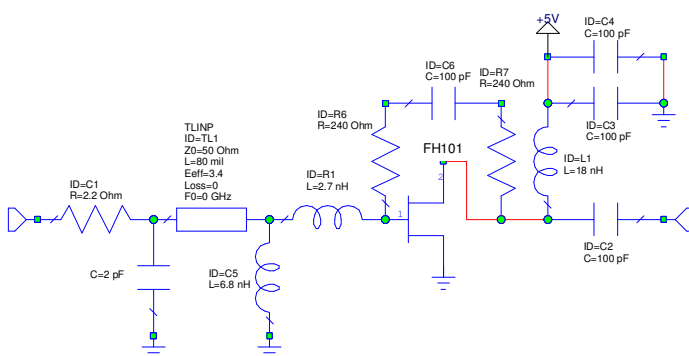 +5V
ID=C4
C=100 pF
ID=C6
C=100 pF
ID=R7
R=240 Ohm
ID=R6
R=240 Ohm
ID=C3
C=100 pF
TLINP
ID=TL1
Z0=50 Ohm
L=80 mil
Eeff=3.4
Loss=0
F0=0 GHz
FH101
2
1
ID=L1
L=18 nH
ID=C1
R=2.2 Ohm
ID=R1
L=2.7 nH
C=2 pF
ID=C5
L=6.8 nH
ID=C2
C=100 pF